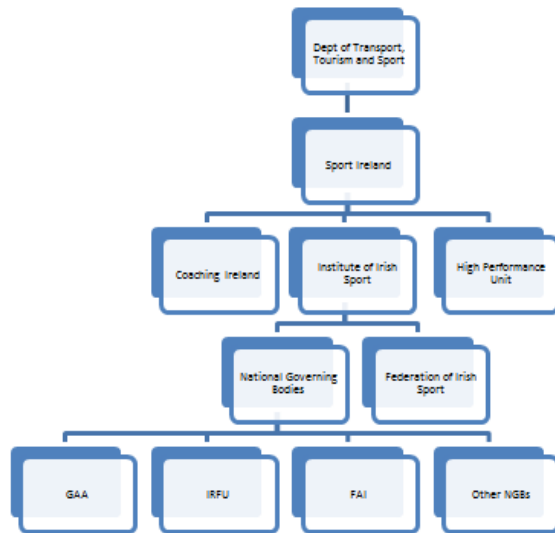 Dept of Transport,
Tourism and Sport
Sport Ireland
Coaching Ireland
Institute of Irish
Sport
High Performance
Unit
National Governing
Bodies
Federation of Irish
Sport
GAA
IRFU
FAI
Other NGBs